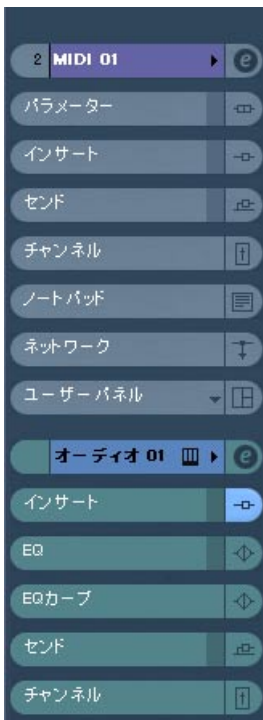 2 MIDI 01
パラメーター
インサート
センド
チャンネル
ノートパッド
ネットワーク
ユーザーパネル
オーディオ 01
インサート
EQ
EQカーブ
センド
チャンネル